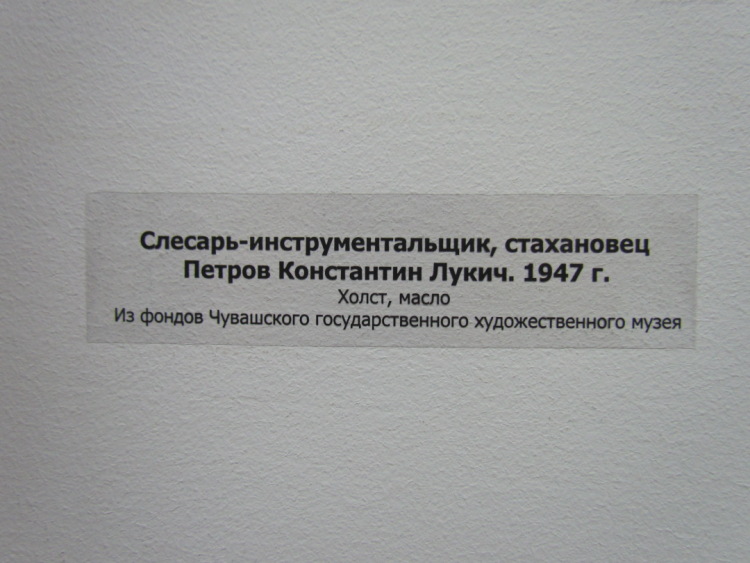 Слесарь-инструментальщик, стахановец
Петров Константин Лукич. 1947 г.
Холст, масло
Из фондов Чувашского государственного художественного музея